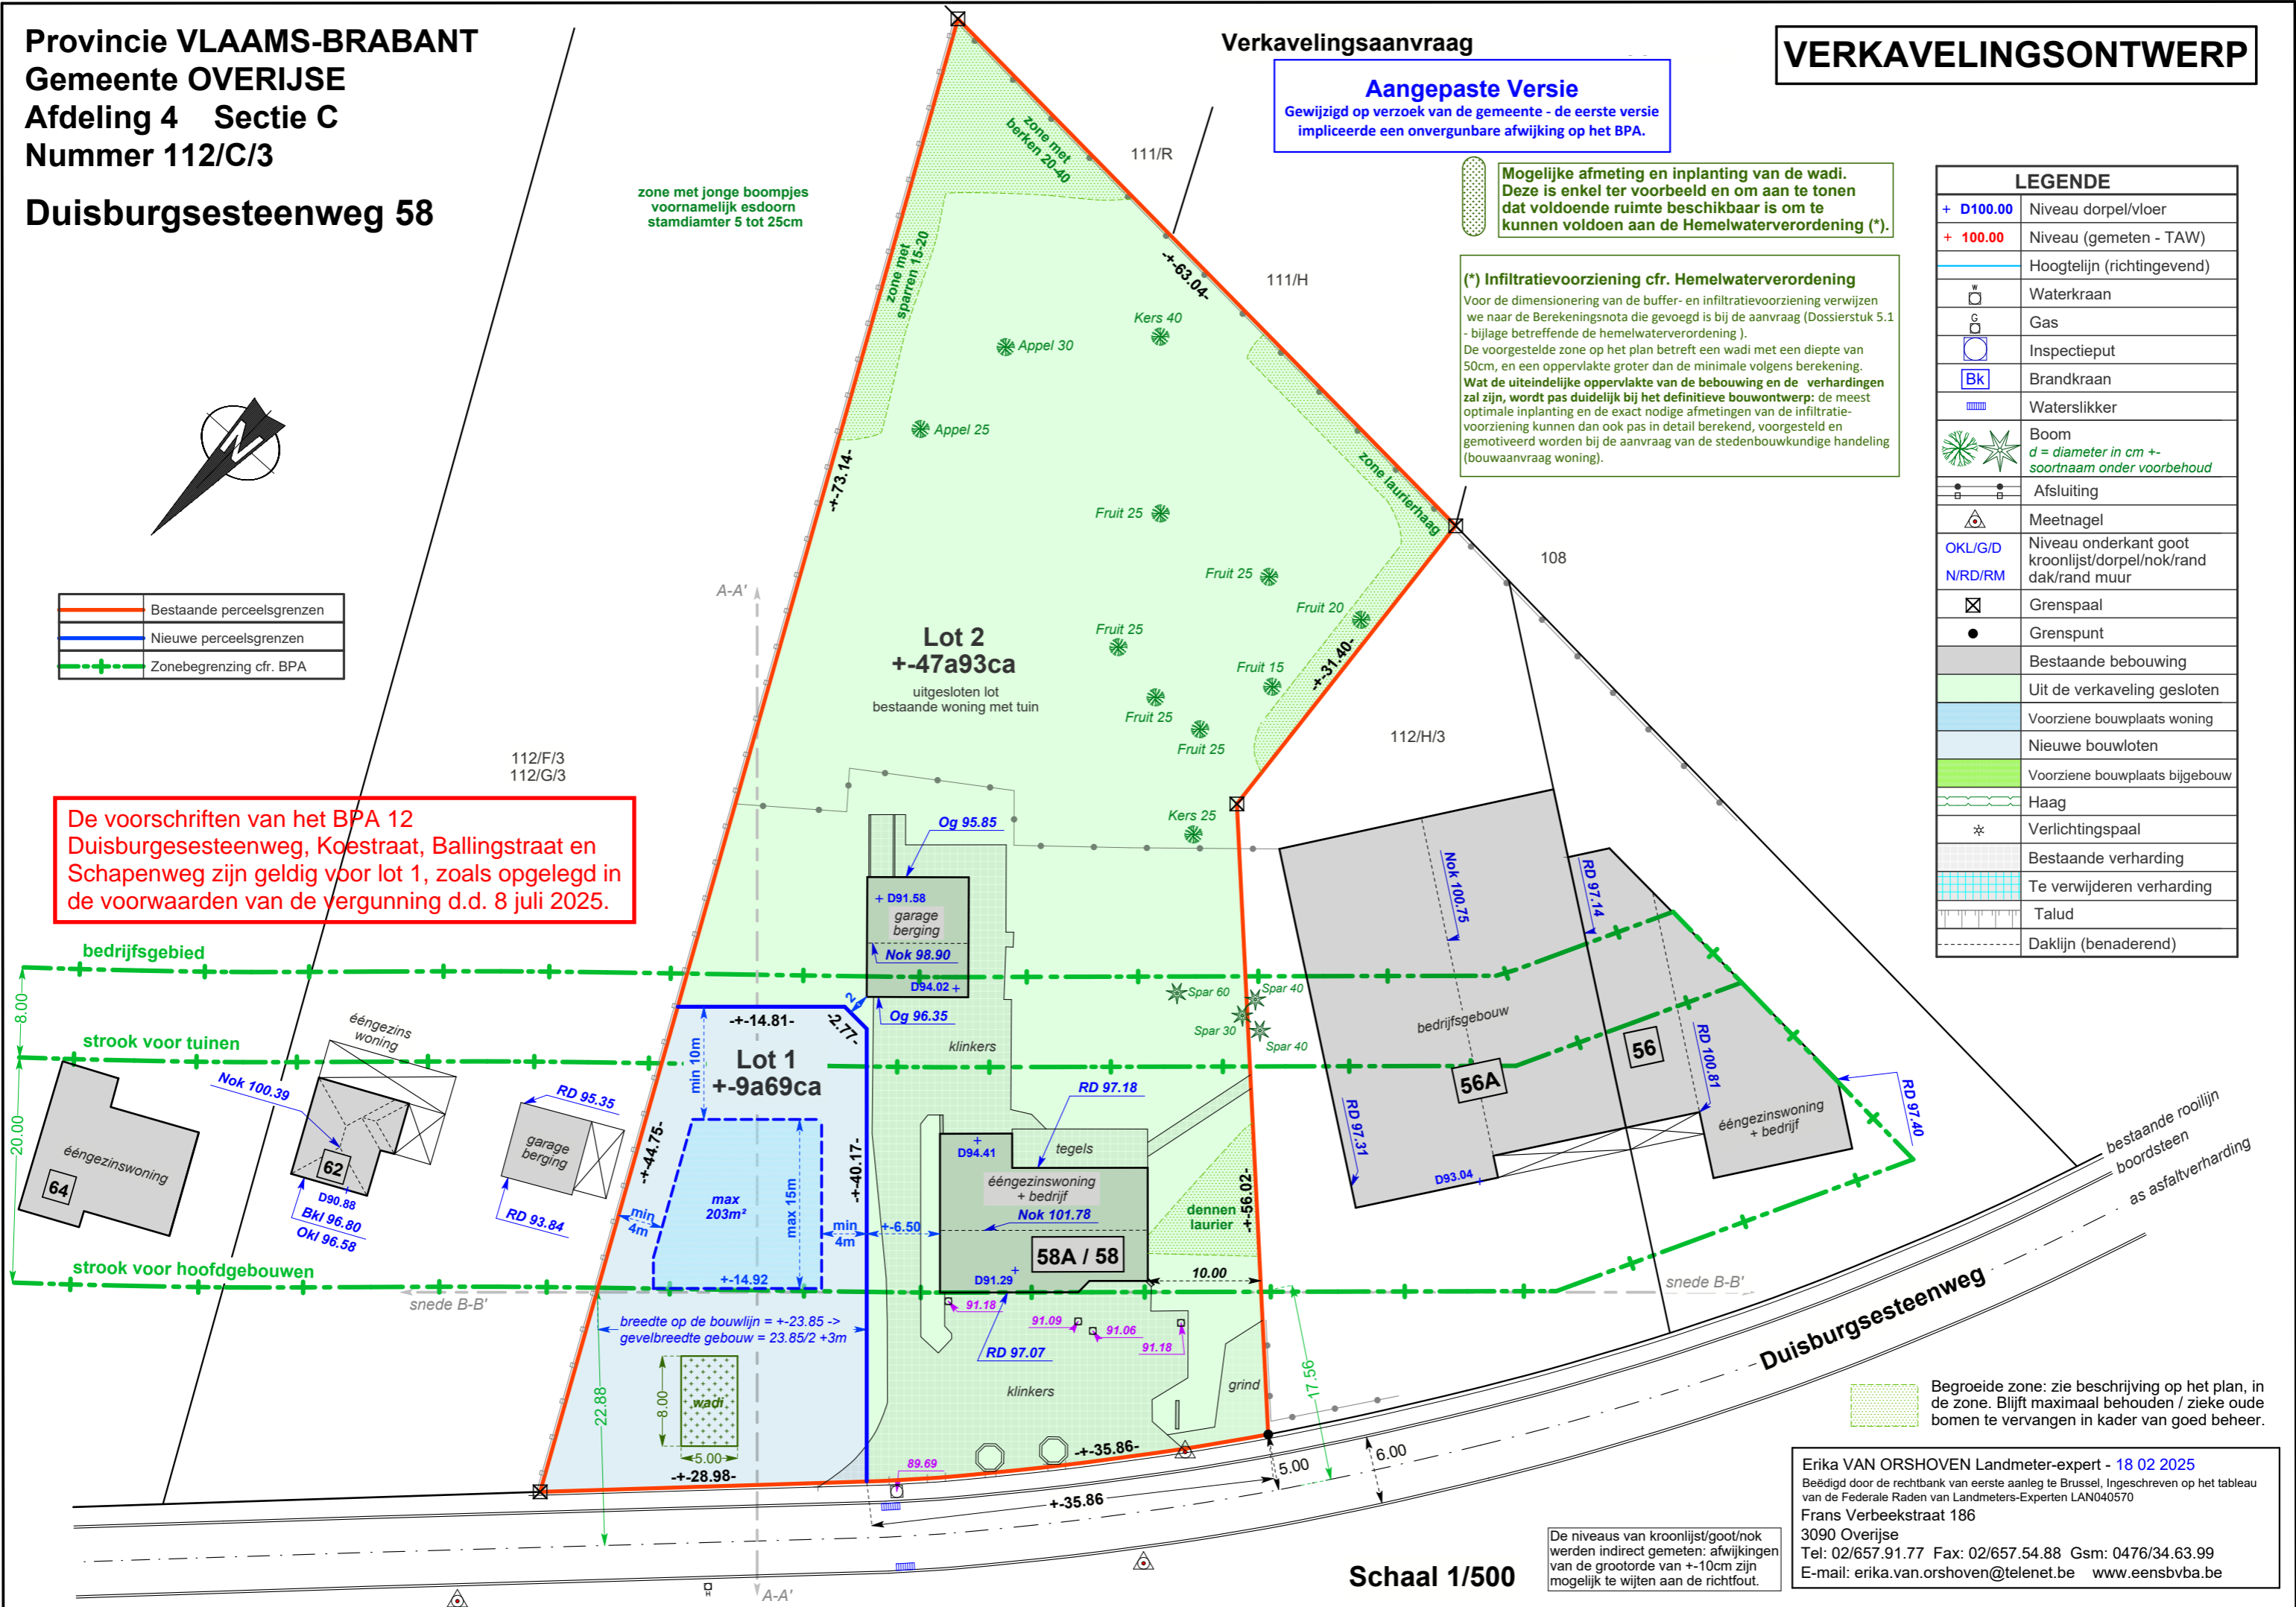 Provincie VLAAMS-BRABANT
Gemeente OVERIJSE
Afdeling 4 Sectie C
Nummer 112/C/3
Duisburgsesteenweg 58
Verkavelingsaanvraag
Aangepaste Versie
Gewijzigd op verzoek van de gemeente - de eerste versie
impliceerde een onvergunbare afwijking op het BPA.
VERKAVELINGSONTWERP
Mogelijke afmeting en inplanting van de wadi.
Deze is enkel ter voorbeeld en om aan te tonen
dat voldoende ruimte beschikbaar is om te
kunnen voldoen aan de Hemelwaterverordening (*).
(*) Infiltratievoorziening cfr. Hemelwaterverordening
Voor de dimensionering van de buffer- en infiltratievoorziening verwijzen
we naar de Berekeningsnota die gevoegd is bij de aanvraag (Dossierstuk 5.1
- bijlage betreffende de hemelwaterverordening ).
De voorgestelde zone op het plan betreft een wadi met een diepte van
50cm, en een oppervlakte groter dan de minimale volgens berekening.
Wat de uiteindelijke oppervlakte van de bebouwing en de verhardingen
zal zijn, wordt pas duidelijk bij het definitieve bouwontwerp: de meest
optimale inplanting en de exact nodige afmetingen van de infiltratie-
voorziening kunnen dan ook pas in detail berekend, voorgesteld en
gemotiveerd worden bij de aanvraag van de stedenbouwkundige handeling
(bouwaanvraag woning).
LEGENDE
+ D100.00 Niveau dorpel/vloer
+ 100.00 Niveau (gemeten - TAW)
Hoogtelijn (richtingevend)
W Waterkraan
G Gas
Inspectieput
Bk Brandkraan
Waterslikker
Boom
d = diameter in cm +-
soortnaam onder voorbehoud
Afsluiting
Meetnagel
OKL/G/D Niveau onderkant goot
kroonlijst/dorpel/nok/rand
N/RD/RM dak/rand muur
Grenspaal
Grenspunt
Bestaande bebouwing
Uit de verkaveling gesloten
Voorziene bouwplaats woning
Nieuwe bouwloten
Voorziene bouwplaats bijgebouw
Haag
Verlichtingspaal
Bestaande verharding
Te verwijderen verharding
Talud
Daklijn (benaderend)
zone met jonge boompjes
voornamelijk esdoorn
stamdiamter 5 tot 25cm
zone met
berken 20-40
zone met
sparren 15-20
111/R
111/H
-+-63.04-
Kers 40
Appel 30
Appel 25
-+-73.14-
N
zone laurierhaag
Fruit 25
Fruit 25
Fruit 20
Fruit 25
Fruit 15
Fruit 25
Fruit 25
-+-31.40-
108
Bestaande perceelsgrenzen
Nieuwe perceelsgrenzen
Zonebegrenzing cfr. BPA
A-A'
Lot 2
+-47a93ca
uitgesloten lot
bestaande woning met tuin
112/F/3
112/G/3
112/H/3
De voorschriften van het BPA 12
Duisburgesesteenweg, Koestraat, Ballingstraat en
Schapenweg zijn geldig voor lot 1, zoals opgelegd in
de voorwaarden van de vergunning d.d. 8 juli 2025.
Kers 25
Og 95.85
+ D91.58
garage
berging
Nok 98.90
D94.02 +
Og 96.35
2
Nok 100.75
RD 97.14
bedrijfsgebied
8.00
strook voor tuinen
20.00
strook voor hoofdgebouwen
ééngezins
woning
Nok 100.39
RD 95.35
garage
berging
RD 93.84
ééngezinswoning
64
62
D90.88
Bkl 96.80
Okl 96.58
-+-14.81-
-2.77-
min 10m
Lot 1
+-9a69ca
-+-44.75-
-+-40.17-
max
203m²
max 15m
min
4m
min
4m
+-6.50
+-14.92
klinkers
Spar 60
Spar 40
Spar 30
Spar 40
RD 97.18
tegels
D94.41
ééngezinswoning
+ bedrijf
Nok 101.78
58A / 58
D91.29
dennen
laurier
-+-56.02-
10.00
bedrijfsgebouw
56A
56
RD 100.81
RD 97.31
D93.04
ééngezinswoning
+ bedrijf
RD 97.40
bestaande rooilijn
boordsteen
as asfaltverharding
snede B-B'
snede B-B'
breedte op de bouwlijn = +-23.85 ->
gevelbreedte gebouw = 23.85/2 +3m
91.18
91.09
91.06
91.18
RD 97.07
klinkers
grind
22.88
8.00
wadi
5.00
-+-28.98-
89.69
-+-35.86-
+-35.86
5.00
6.00
17.56
Duisburgsesteenweg
A-A'
H
Begroeide zone: zie beschrijving op het plan, in
de zone. Blijft maximaal behouden / zieke oude
bomen te vervangen in kader van goed beheer.
Schaal 1/500
De niveaus van kroonlijst/goot/nok
werden indirect gemeten: afwijkingen
van de grootorde van +-10cm zijn
mogelijk te wijten aan de richtfout.
Erika VAN ORSHOVEN Landmeter-expert - 18 02 2025
Beëdigd door de rechtbank van eerste aanleg te Brussel, Ingeschreven op het tableau
van de Federale Raden van Landmeters-Experten LAN040570
Frans Verbeekstraat 186
3090 Overijse
Tel: 02/657.91.77 Fax: 02/657.54.88 Gsm: 0476/34.63.99
E-mail: erika.van.orshoven@telenet.be www.eensbvba.be